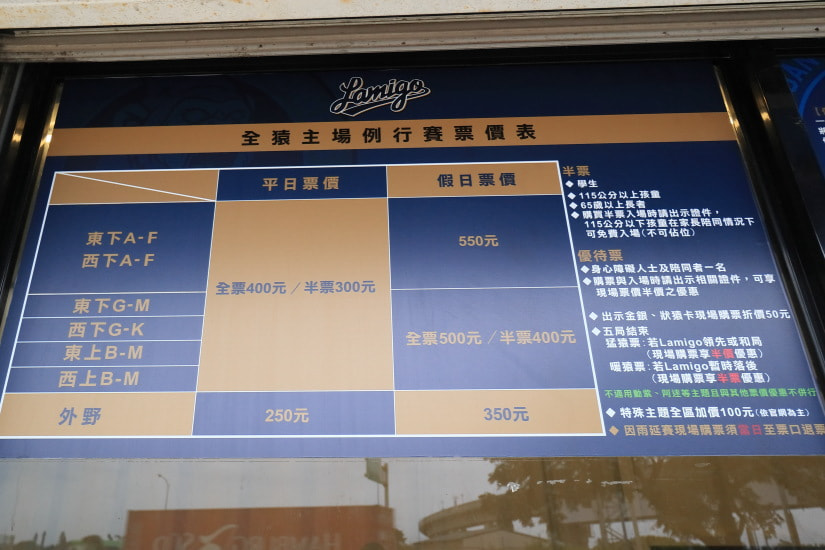 Lamigo
全猿主場例行賽票價表
平日票價 假日票價
東下A-F
西下A-F
550元
全票400元／半票300元
東下G-M
西下G-K
東上B-M
西上B-M
全票500元／半票400元
外野 250元 350元
半票
◆ 學生
◆ 115公分以上孩童
◆ 65歲以上長者
◆ 購買半票入場時請出示證件，
115公分以下孩童在家長陪同情況下
可免費入場(不可佔位)
優待票
◆ 身心障礙人士及陪同者一名
◆ 購票與入場時請出示相關證件，可享
現場票價半價之優惠
◆ 出示金銀、狀猿卡現場購票折價50元
◆ 五局結束
猛猿票：若Lamigo領先或和局
(現場購票享半價優惠)
暖猿票：若Lamigo暫時落後
(現場購票享半票優惠)
不適用動紫、阿迷等主題日與其他票價優惠不併行
◆ 特殊主題全區加價100元(依官網為主)
◆ 因雨延賽現場購票須當日至票口退票